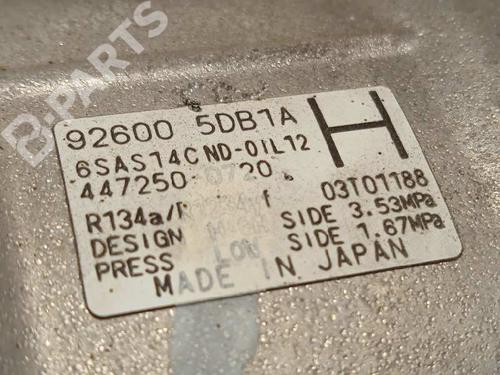 B-PARTS
92600 5DB1A
H
6SAS14C ND-OIL12
447250 0720
03T01188
R134a/R1234yf
DESIGN HIGH SIDE 3.53MPa
PRESS LOW SIDE 1.67MPa
MADE IN JAPAN